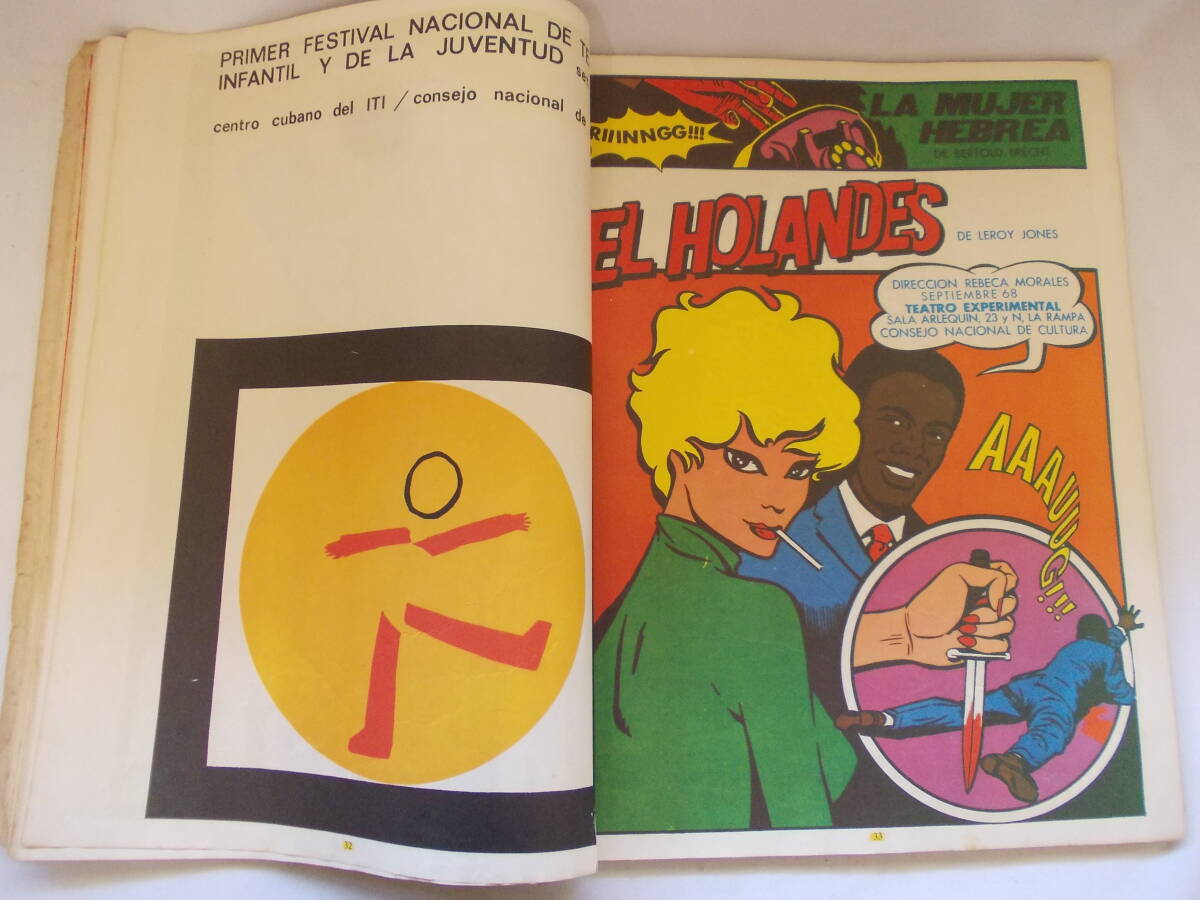 PRIMER FESTIVAL NACIONAL DE
INFANTIL Y DE LA JUVENTUD
centro cubano del ITI / consejo nacional de
32
RIIINNGG!!!
LA MUJER
HEBREA
DE BERTOLD BRECHT
EL HOLANDES
DE LEROY JONES
DIRECCION REBECA MORALES
SEPTIEMBRE 68
TEATRO EXPERIMENTAL
SALA ARLEQUIN, 23 y N, LA RAMPA
CONSEJO NACIONAL DE CULTURA
AAAUUUG!!!
33